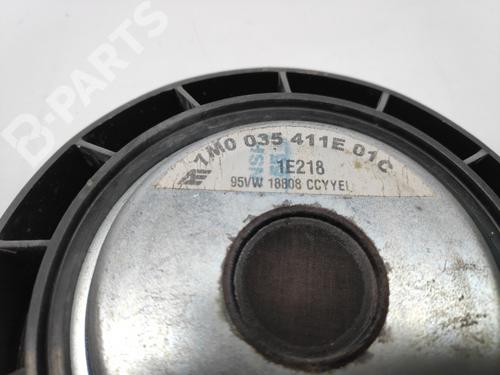 1M0 035 411E 01C
1E218
95VW 18808 CCYYEL
B-PARTS